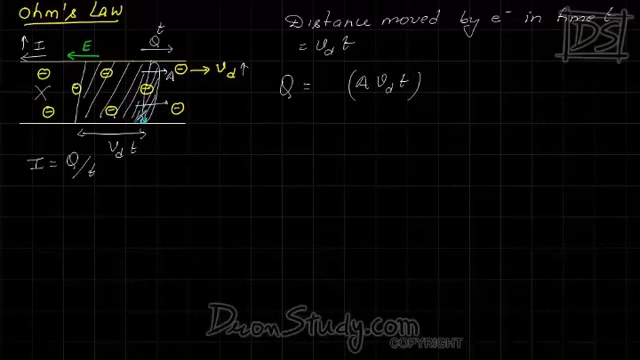 Ohm's Law
Distance moved by e⁻ in time t
= v_d t
↑ I
E
t
Q
A
v_d ↑
X
Q = (A v_d t)
v_d t
I = Q/t
DS
DronStudy.com
COPYRIGHT